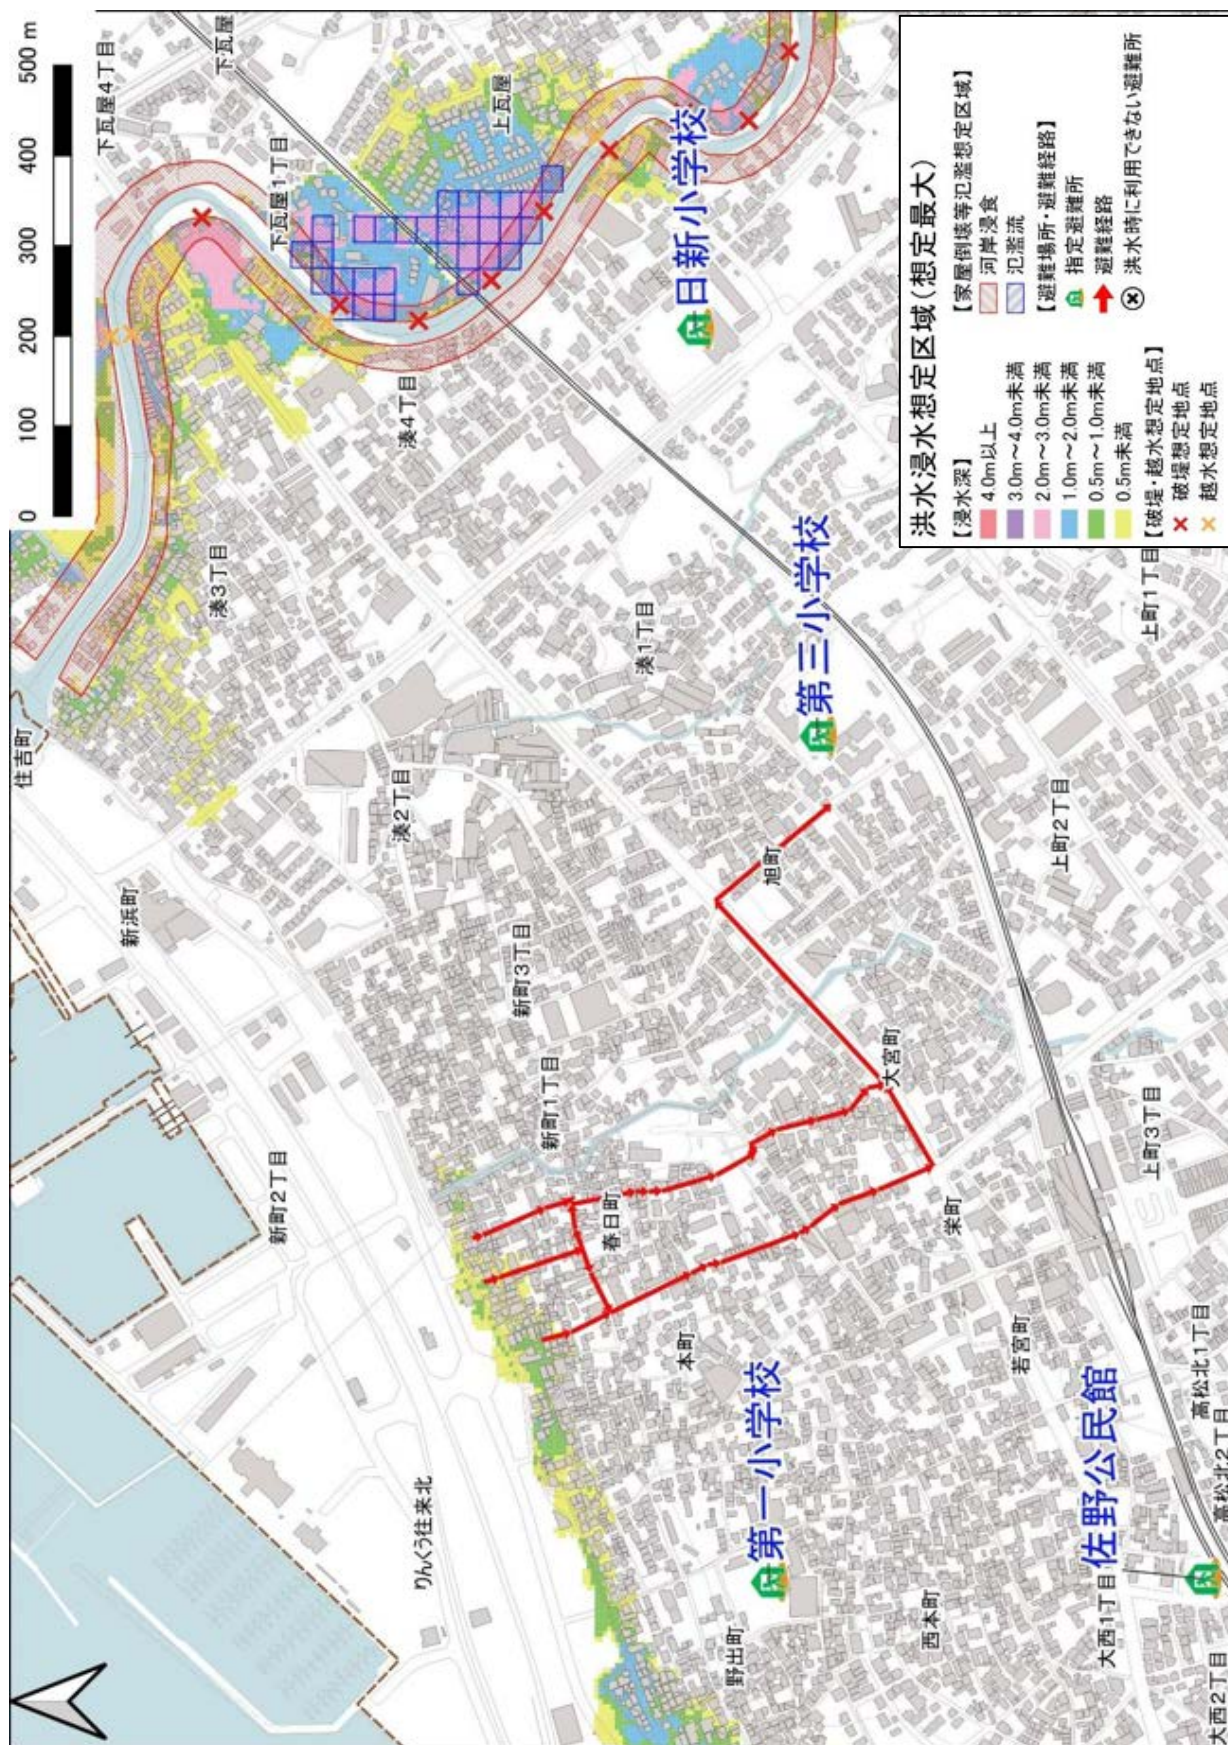 0 100 200 300 400 500 m
下瓦屋4丁目
下瓦屋
下瓦屋1丁目
上瓦屋
日新小学校
湊4丁目
湊3丁目
住吉町
湊1丁目
第三小学校
湊2丁目
新浜町
旭町
上町1丁目
上町2丁目
新町3丁目
新町1丁目
大宮町
新町2丁目
春日町
栄町
上町3丁目
本町
若宮町
第一小学校
佐野公民館
高松北1丁目
高松北2丁目
りんくう往来北
野出町
西本町
大西1丁目
大西2丁目
洪水浸水想定区域(想定最大)
【浸水深】
4.0m以上
3.0m～4.0m未満
2.0m～3.0m未満
1.0m～2.0m未満
0.5m～1.0m未満
0.5m未満
【破堤・越水想定地点】
破堤想定地点
越水想定地点
【家屋倒壊等氾濫想定区域】
河岸浸食
氾濫流
【避難場所・避難経路】
指定避難所
避難経路
洪水時に利用できない避難所